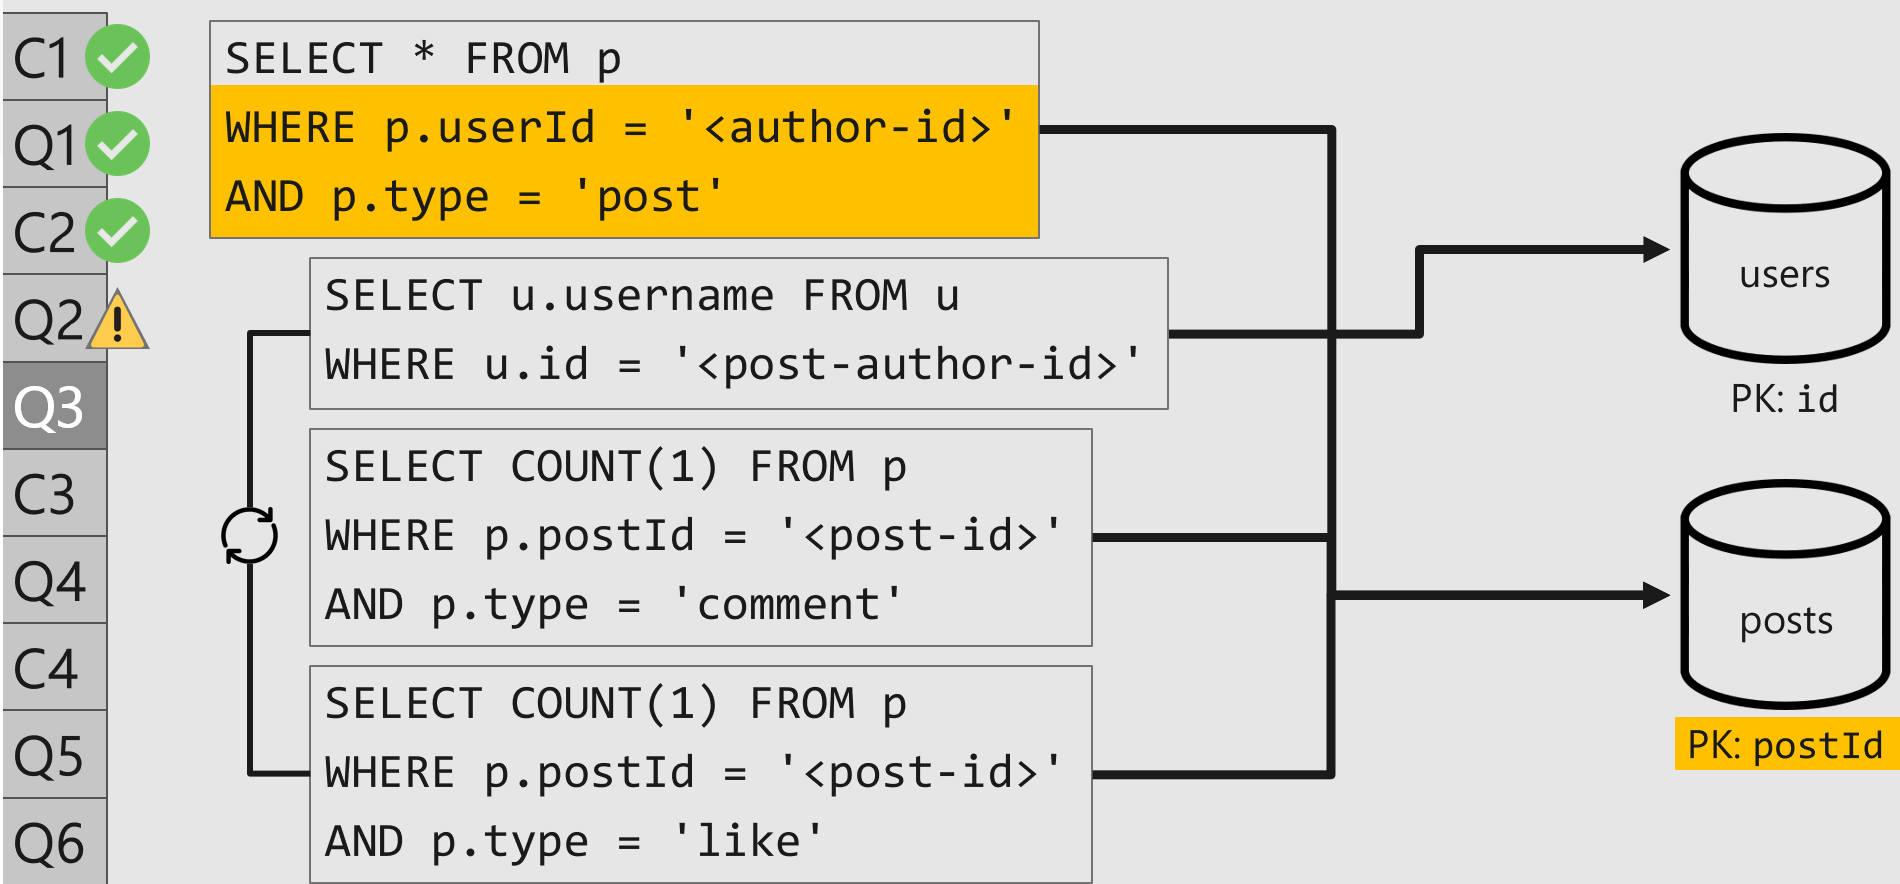 C1
Q1
C2
Q2
Q3
C3
Q4
C4
Q5
Q6
SELECT * FROM p
WHERE p.userId = '<author-id>'
AND p.type = 'post'
SELECT u.username FROM u
WHERE u.id = '<post-author-id>'
SELECT COUNT(1) FROM p
WHERE p.postId = '<post-id>'
AND p.type = 'comment'
SELECT COUNT(1) FROM p
WHERE p.postId = '<post-id>'
AND p.type = 'like'
users
PK: id
posts
PK: postId